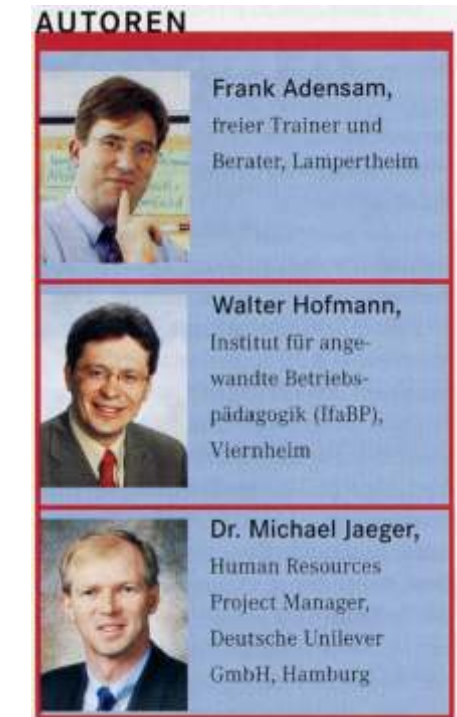 AUTOREN
Frank Adensam,
freier Trainer und
Berater, Lampertheim
Walter Hofmann,
Institut für ange-
wandte Betriebs-
pädagogik (IfaBP),
Viernheim
Dr. Michael Jaeger,
Human Resources
Project Manager,
Deutsche Unilever
GmbH, Hamburg